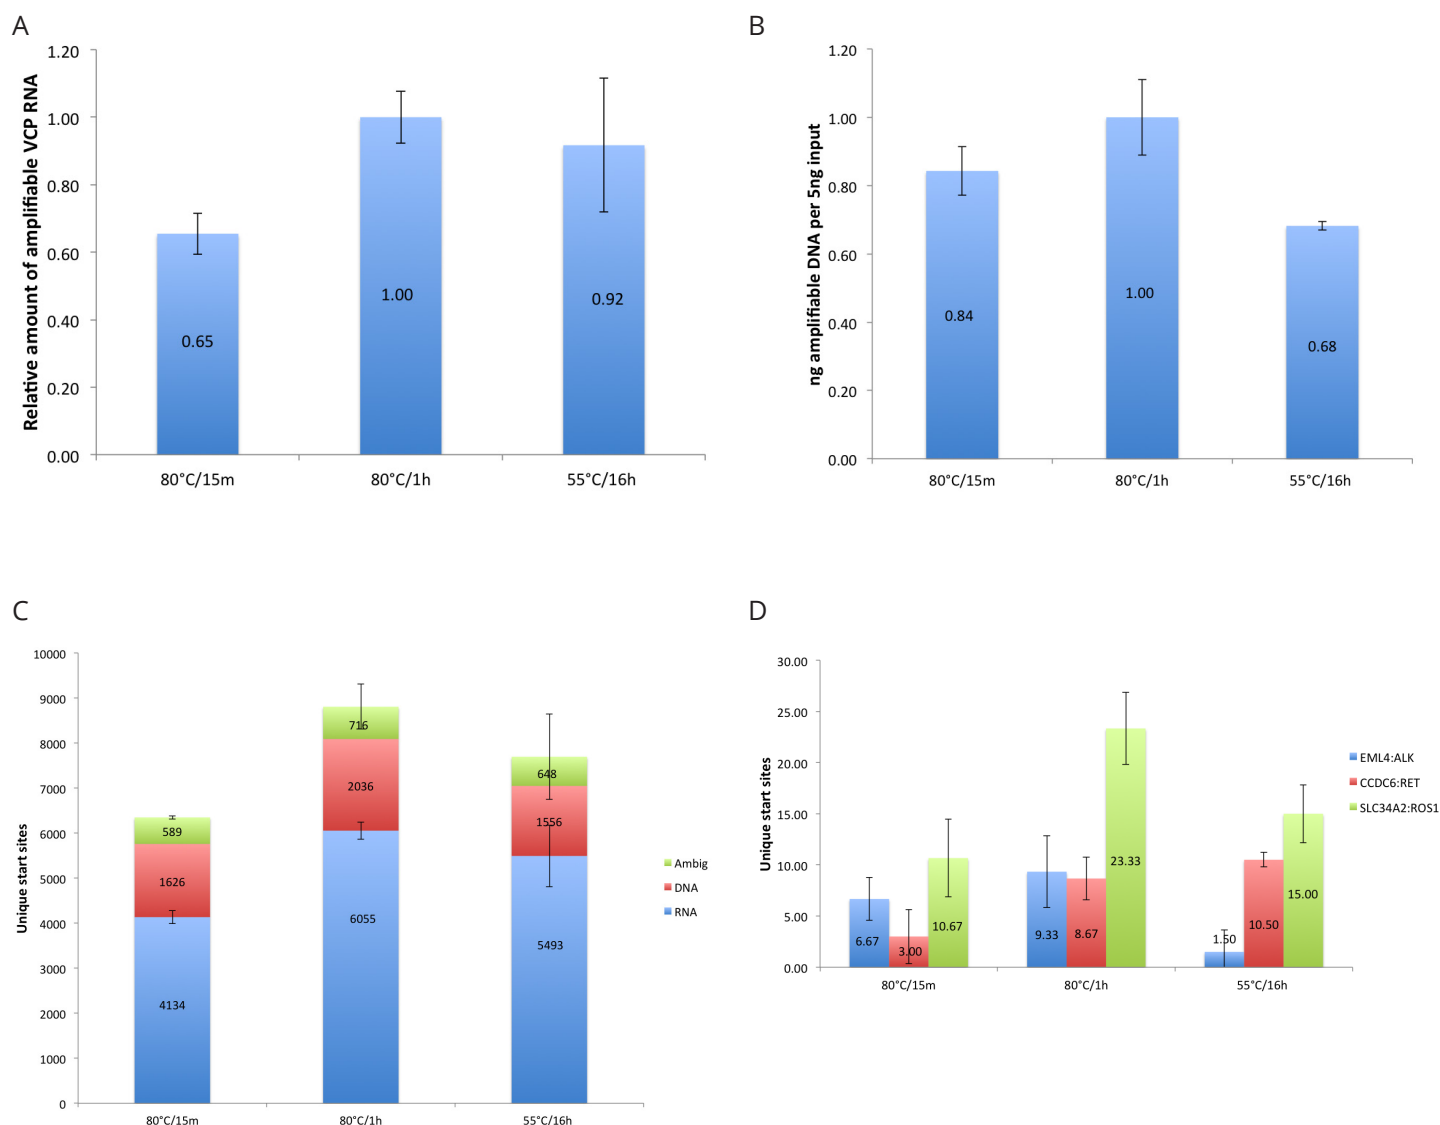 A
Relative amount of amplifiable VCP RNA
1.20
1.00
0.80
0.60
0.40
0.20
0.00
0.65
1.00
0.92
80°C/15m
80°C/1h
55°C/16h
B
ng amplifiable DNA per 5ng input
1.20
1.00
0.80
0.60
0.40
0.20
0.00
0.84
1.00
0.68
80°C/15m
80°C/1h
55°C/16h
C
Unique start sites
10000
9000
8000
7000
6000
5000
4000
3000
2000
1000
0
589
1626
4134
716
2036
6055
648
1556
5493
80°C/15m
80°C/1h
55°C/16h
Ambig
DNA
RNA
D
Unique start sites
30.00
25.00
20.00
15.00
10.00
5.00
0.00
6.67
3.00
10.67
9.33
8.67
23.33
1.50
10.50
15.00
80°C/15m
80°C/1h
55°C/16h
EML4:ALK
CCDC6:RET
SLC34A2:ROS1